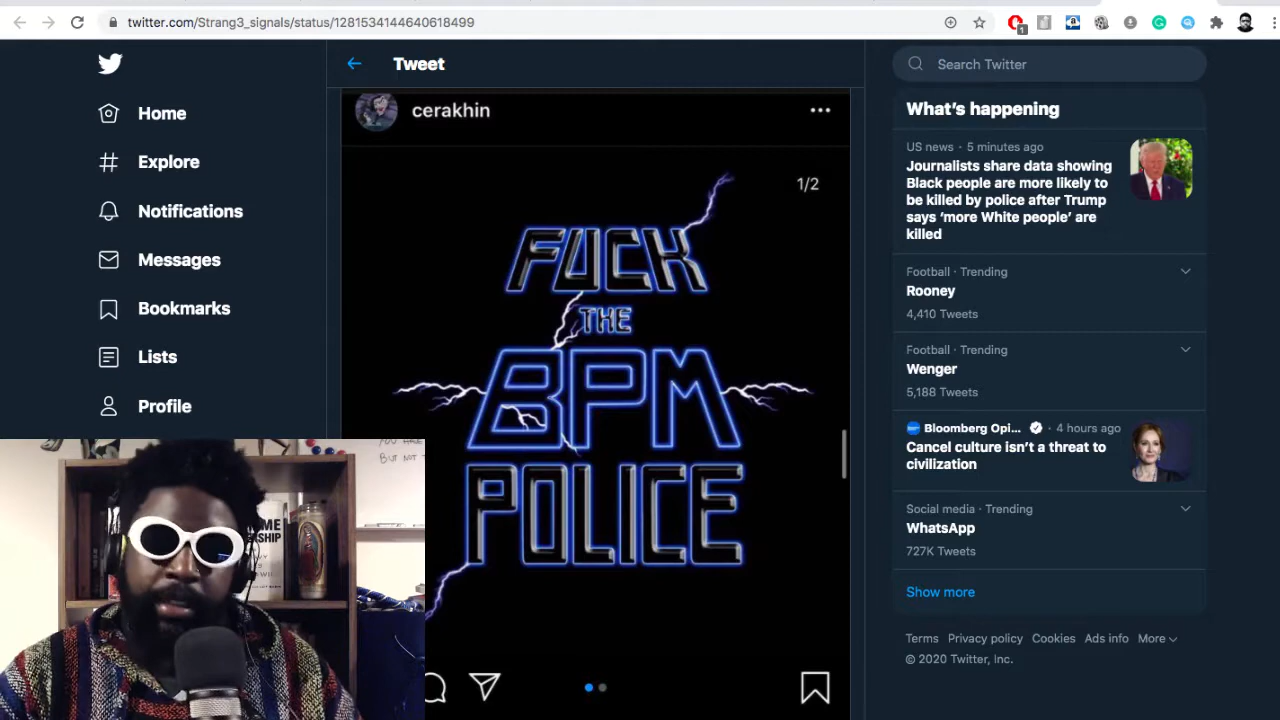 twitter.com/Strang3_signals/status/1281534144640618499
1
Home
Explore
Notifications
Messages
Bookmarks
Lists
Profile
Tweet
cerakhin
1/2
FUCK
THE
BPM
POLICE
Search Twitter
What's happening
US news · 5 minutes ago
Journalists share data showing
Black people are more likely to
be killed by police after Trump
says 'more White people' are
killed
Football · Trending
Rooney
4,410 Tweets
Football · Trending
Wenger
5,188 Tweets
Bloomberg Opi... · 4 hours ago
Cancel culture isn't a threat to
civilization
Social media · Trending
WhatsApp
727K Tweets
Show more
Terms Privacy policy Cookies Ads info More
© 2020 Twitter, Inc.
BUT NOT